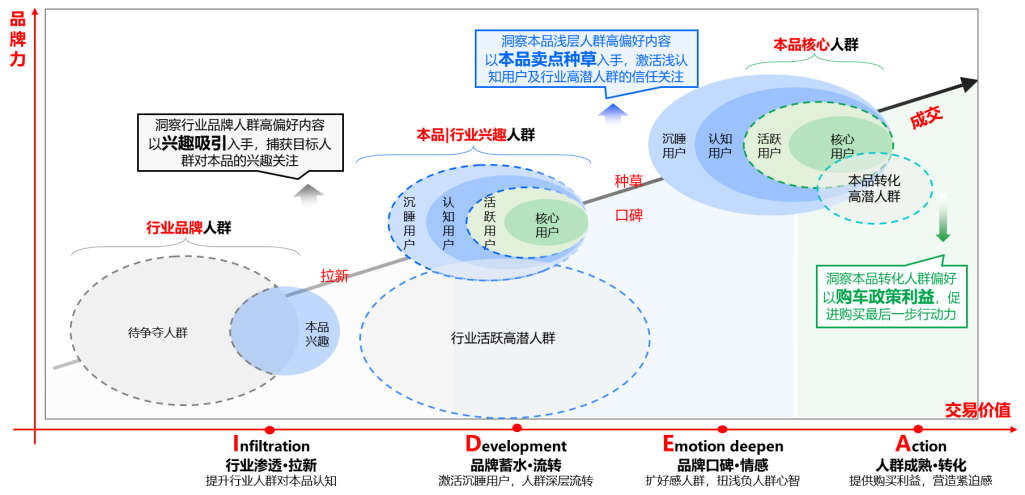 品
牌
力
洞察本品浅层人群高偏好内容
以本品卖点种草入手，激活浅认
知用户及行业高潜人群的信任关注
本品核心人群
洞察行业品牌人群高偏好内容
以兴趣吸引入手，捕获目标人
群对本品的兴趣关注
本品|行业兴趣人群
成交
沉睡
用户
认知
用户
活跃
用户
核心
用户
本品转化
高潜人群
种草
口碑
沉
睡
用
户
认
知
用
户
活
跃
用
户
核心
用户
行业品牌人群
拉新
洞察本品转化人群偏好
以购车政策利益，促
进购买最后一步行动力
待争夺人群
本品
兴趣
行业活跃高潜人群
交易价值
Infiltration
行业渗透•拉新
提升行业人群对本品认知
Development
品牌蓄水•流转
激活沉睡用户，人群深层流转
Emotion deepen
品牌口碑•情感
扩好感人群，扭浅负人群心智
Action
人群成熟•转化
提供购买利益，营造紧迫感